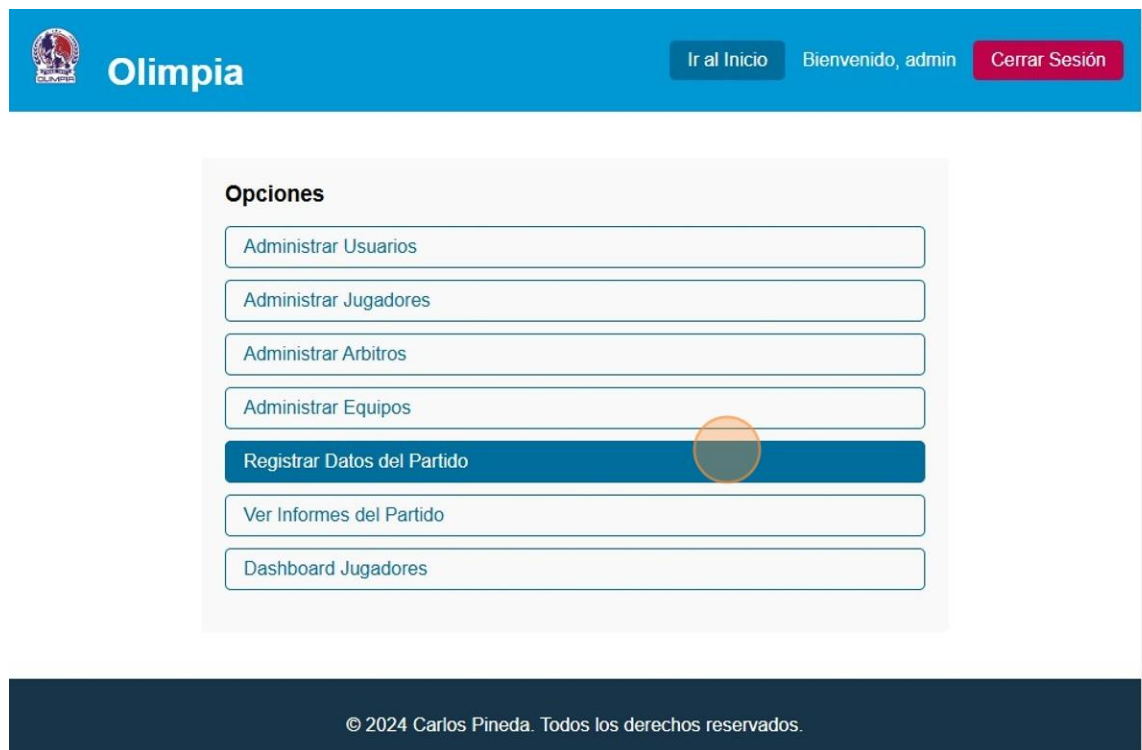 OLIMPIA
Olimpia
Ir al Inicio
Bienvenido, admin
Cerrar Sesión
Opciones
Administrar Usuarios
Administrar Jugadores
Administrar Arbitros
Administrar Equipos
Registrar Datos del Partido
Ver Informes del Partido
Dashboard Jugadores
© 2024 Carlos Pineda. Todos los derechos reservados.